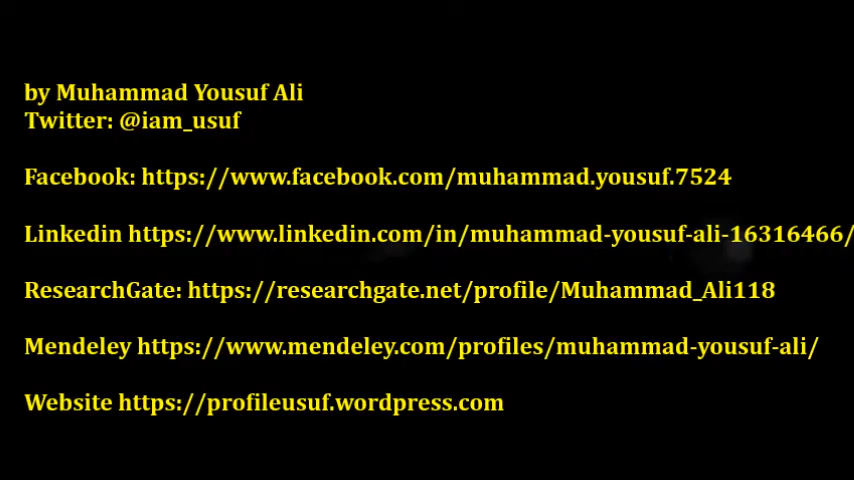 by Muhammad Yousuf Ali
Twitter: @iam_usuf
Facebook: https://www.facebook.com/muhammad.yousuf.7524
Linkedin https://www.linkedin.com/in/muhammad-yousuf-ali-16316466/
ResearchGate: https://researchgate.net/profile/Muhammad_Ali118
Mendeley https://www.mendeley.com/profiles/muhammad-yousuf-ali/
Website https://profileusuf.wordpress.com